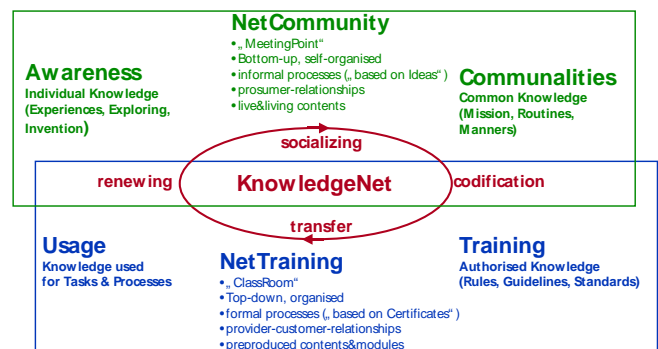 NetCommunity
• „ MeetingPoint“
• Bottom-up, self-organised
• informal processes („ based on Ideas“ )
• prosumer-relationships
• live&living contents
Awareness
Individual Knowledge
(Experiences, Exploring,
Invention)
Communalities
Common Knowledge
(Mission, Routines,
Manners)
socializing
renewing
KnowledgeNet
codification
transfer
Usage
Knowledge used
for Tasks & Processes
NetTraining
• „ ClassRoom“
• Top-down, organised
• formal processes („ based on Certificates“ )
• provider-customer-relationships
• preproduced contents&modules
Training
Authorised Knowledge
(Rules, Guidelines, Standards)